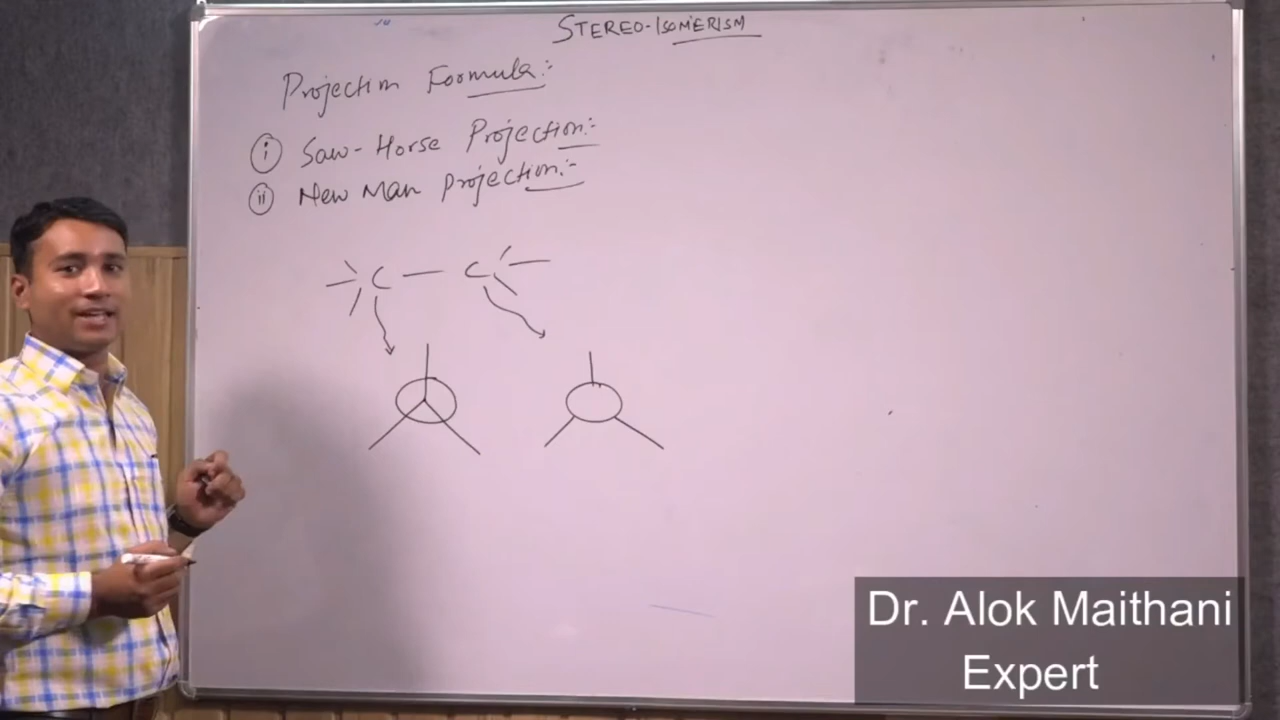 STEREO-ISOMERISM
Projection Formula:-
(i) Saw-Horse Projection:-
(ii) New Man Projection:-
C — C
Dr. Alok Maithani
Expert